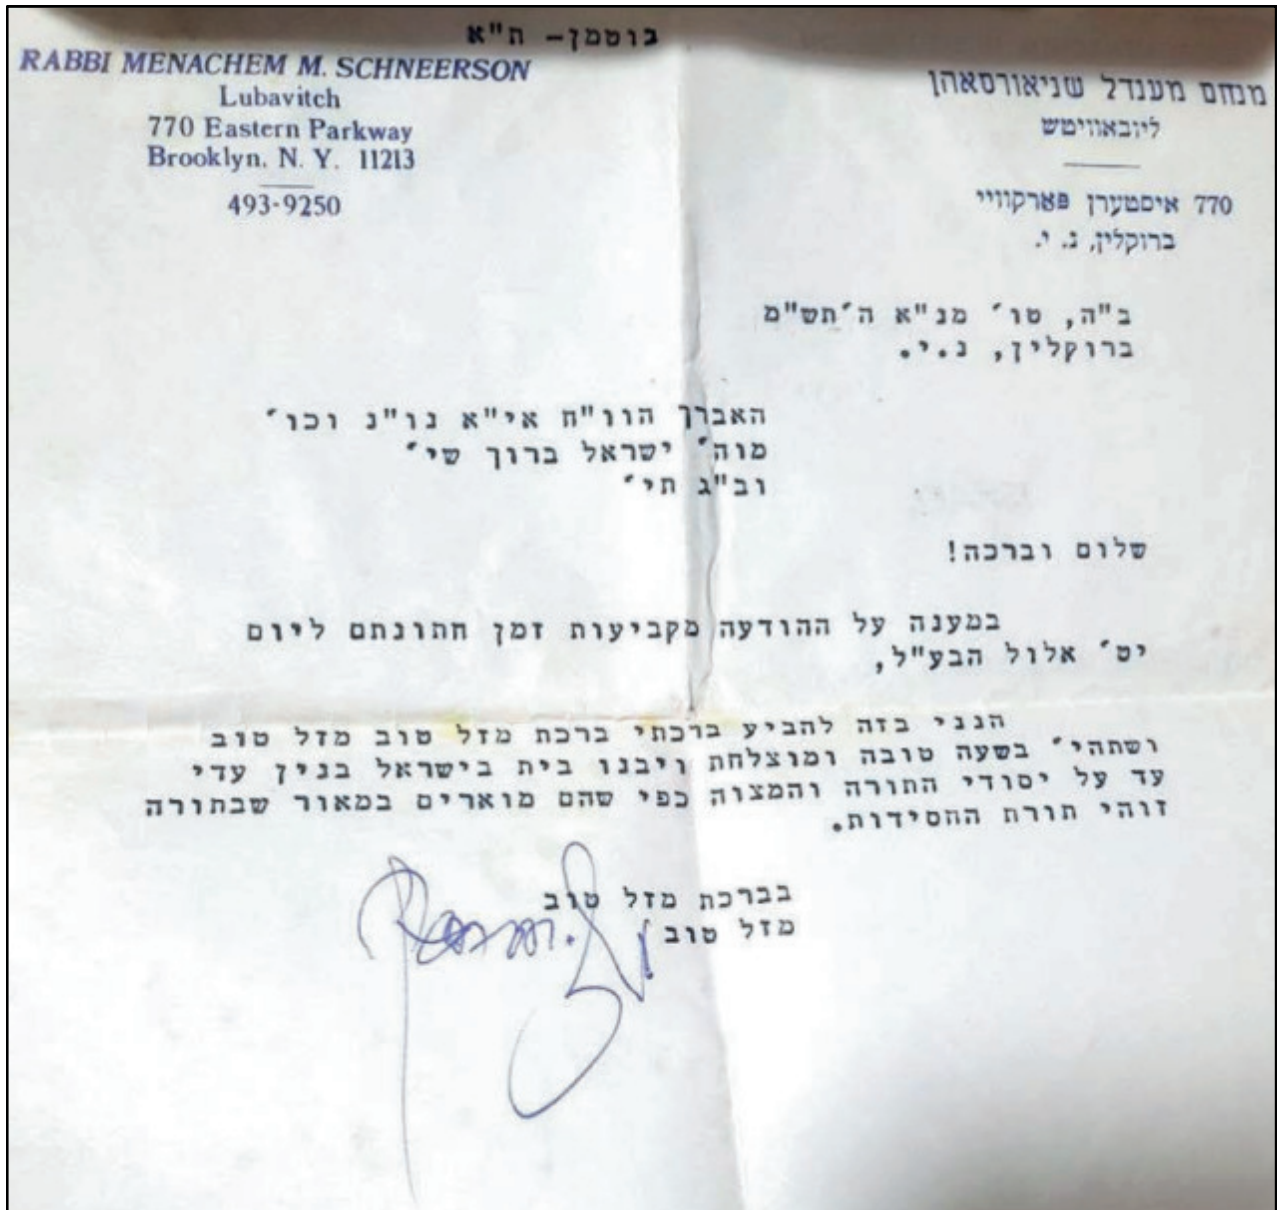 בוטמן- ת"א
RABBI MENACHEM M. SCHNEERSON
Lubavitch
770 Eastern Parkway
Brooklyn, N. Y. 11213
493-9250
מנחם מענדל שניאורסאהן
ליובאוויטש
770 איסטערן פארקוויי
ברוקלין, נ. י.
ב"ה, טו' מנ"א ה'תש"מ
ברוקלין, נ.י.
האברך הוו"ח אי"א נו"נ וכו'
מוה' ישראל ברוך שי'
וב"ג תי'
שלום וברכה!
במענה על ההודעה מקביעות זמן חתונתם ליום
יט' אלול הבע"ל,
הנני בזה להביע ברכתי ברכת מזל טוב מזל טוב
ושתהי' בשעה טובה ומוצלחת ויבנו בית בישראל בנין עדי
עד על יסודי התורה והמצוה כפי שהם מוארים במאור שבתורה
זוהי תורת החסידות.
בברכת מזל טוב
מזל טוב